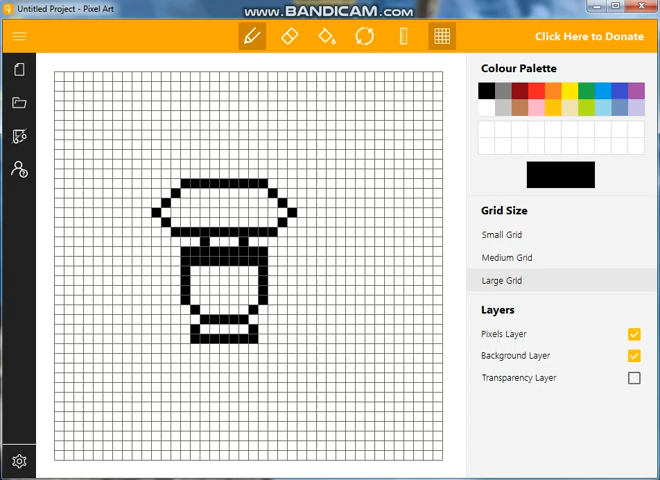 Untitled Project - Pixel Art
www.BANDICAM.com
Click Here to Donate
Colour Palette
Grid Size
Small Grid
Medium Grid
Large Grid
Layers
Pixels Layer
Background Layer
Transparency Layer